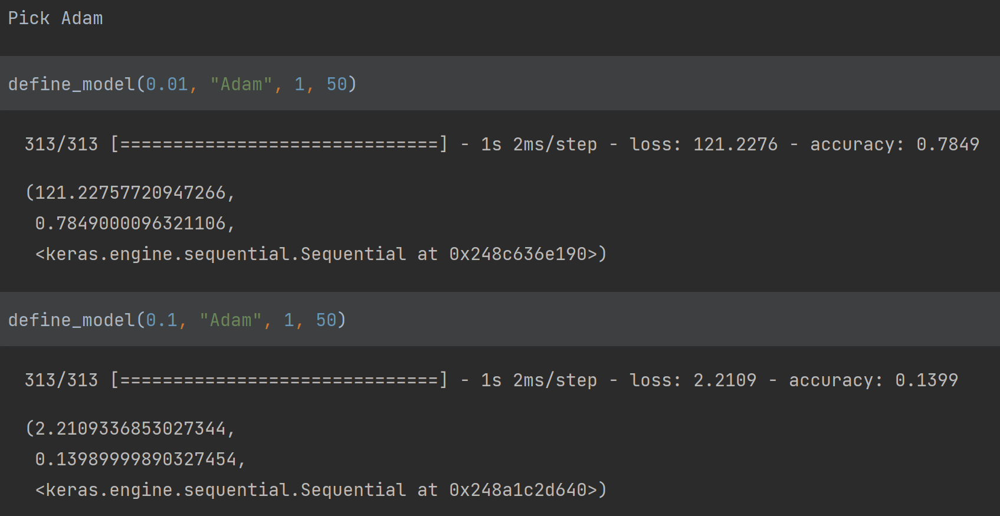 Pick Adam
define_model(0.01, "Adam", 1, 50)
313/313 [==============================] - 1s 2ms/step - loss: 121.2276 - accuracy: 0.7849
(121.22757720947266,
0.7849000096321106,
<keras.engine.sequential.Sequential at 0x248c636e190>)
define_model(0.1, "Adam", 1, 50)
313/313 [==============================] - 1s 2ms/step - loss: 2.2109 - accuracy: 0.1399
(2.2109336853027344,
0.13989999890327454,
<keras.engine.sequential.Sequential at 0x248a1c2d640>)